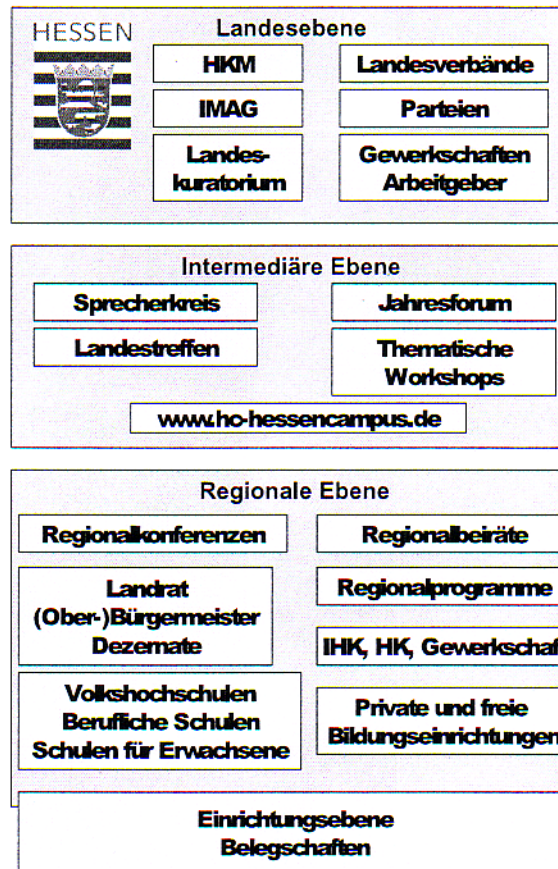 HESSEN
Landesebene
HKM
Landesverbände
IMAG
Parteien
Landes-
kuratorium
Gewerkschaften
Arbeitgeber
Intermediäre Ebene
Sprecherkreis
Jahresforum
Landestreffen
Thematische
Workshops
www.hc-hessencampus.de
Regionale Ebene
Regionalkonferenzen
Regionalbeiräte
Landrat
(Ober-)Bürgermeister
Dezernate
Regionalprogramme
IHK, HK, Gewerkschaf
Volkshochschulen
Berufliche Schulen
Schulen für Erwachsene
Private und freie
Bildungseinrichtungen
Einrichtungsebene
Belegschaften